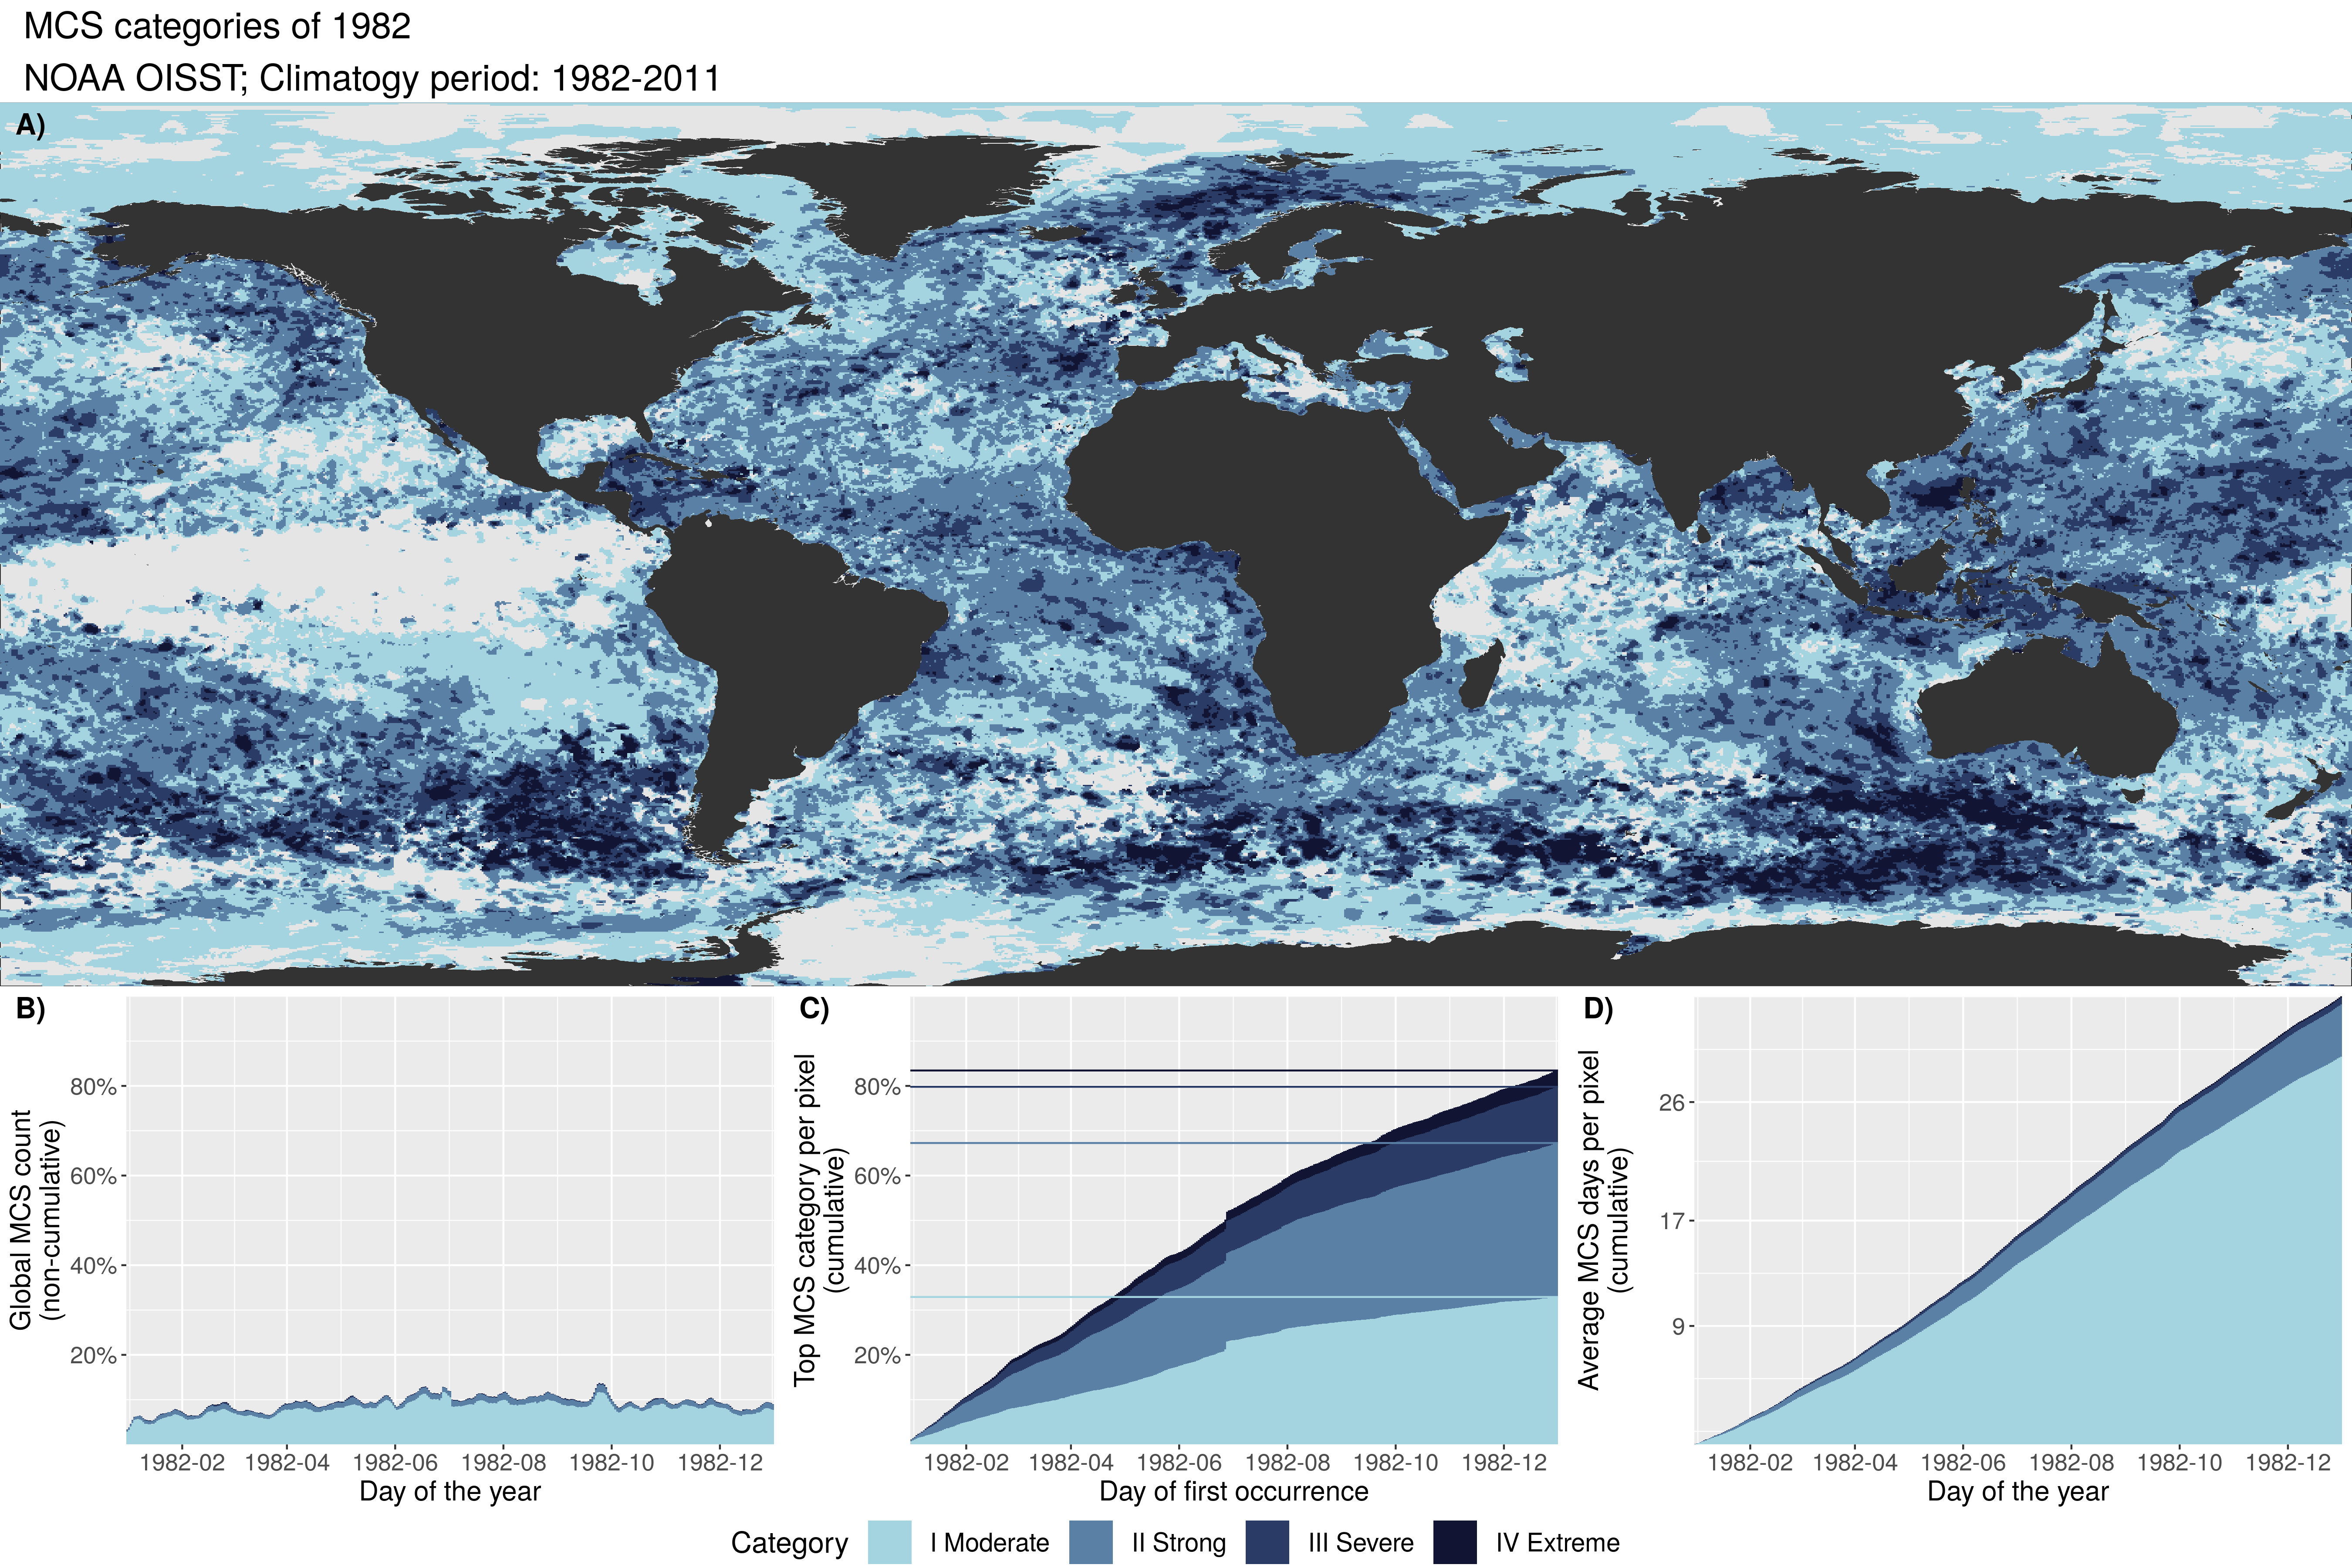 MCS categories of 1982
NOAA OISST; Climatogy period: 1982-2011
A)
B)
Global MCS count
(non-cumulative)
80%
60%
40%
20%
1982-02 1982-04 1982-06 1982-08 1982-10 1982-12
Day of the year
C)
Top MCS category per pixel
(cumulative)
80%
60%
40%
20%
1982-02 1982-04 1982-06 1982-08 1982-10 1982-12
Day of first occurrence
D)
Average MCS days per pixel
(cumulative)
26
17
9
1982-02 1982-04 1982-06 1982-08 1982-10 1982-12
Day of the year
Category I Moderate II Strong III Severe IV Extreme